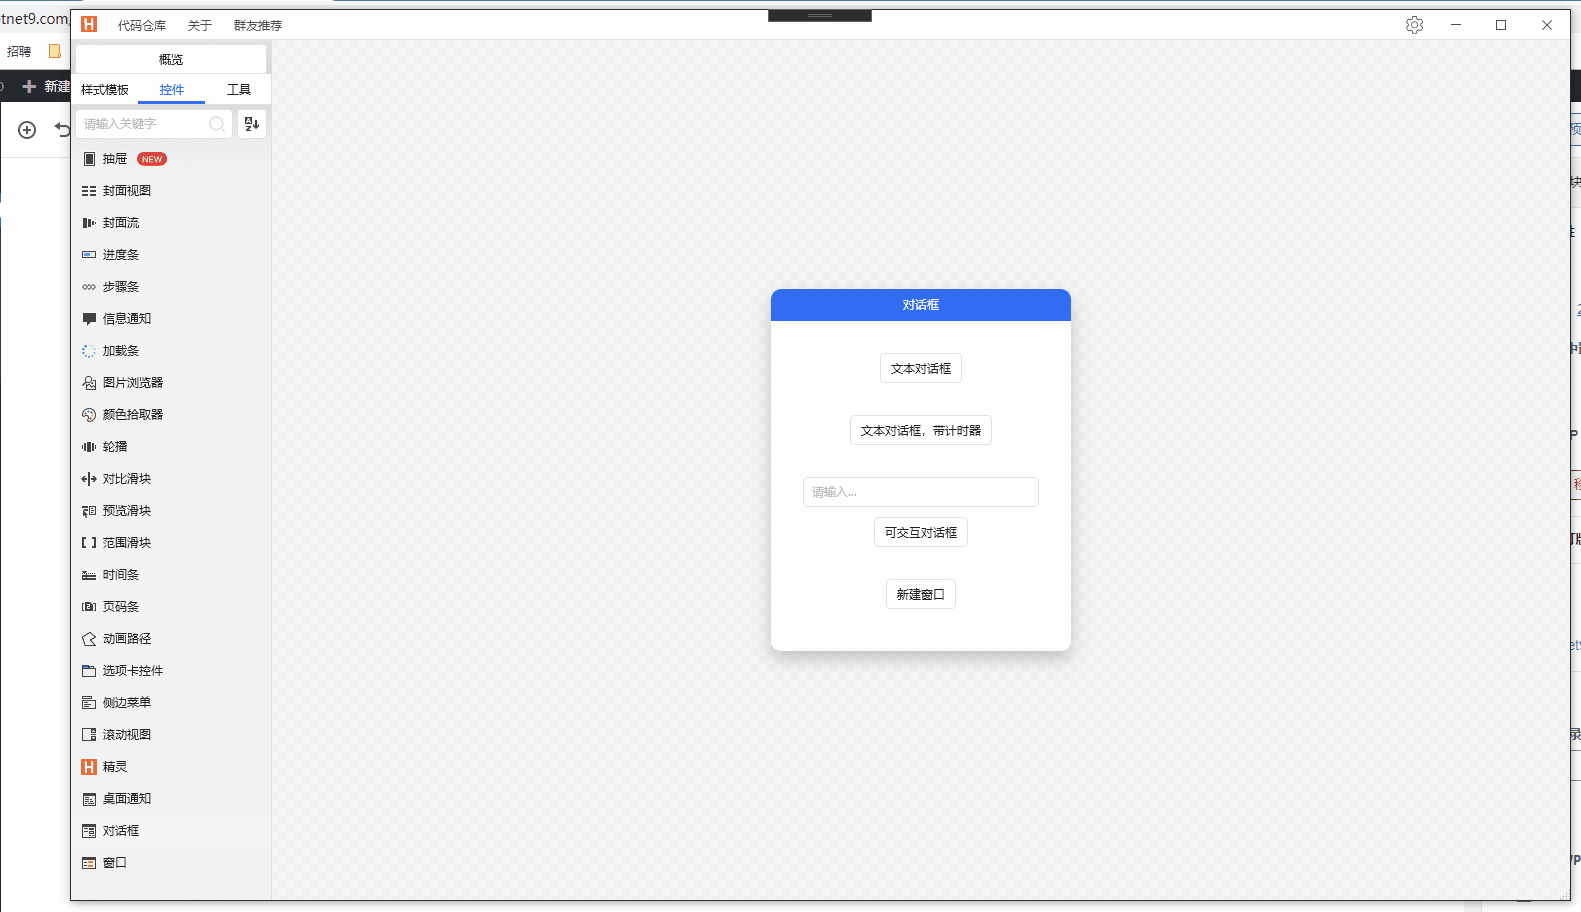 tnet9.com,
招聘
新建
H 代码仓库 关于 群友推荐
概览
样式模板 控件 工具
请输入关键字
抽屉 NEW
封面视图
封面流
进度条
步骤条
信息通知
加载条
图片浏览器
颜色拾取器
轮播
对比滑块
预览滑块
范围滑块
时间条
页码条
动画路径
选项卡控件
侧边菜单
滚动视图
H 精灵
桌面通知
对话框
窗口
对话框
文本对话框
文本对话框，带计时器
请输入...
可交互对话框
新建窗口